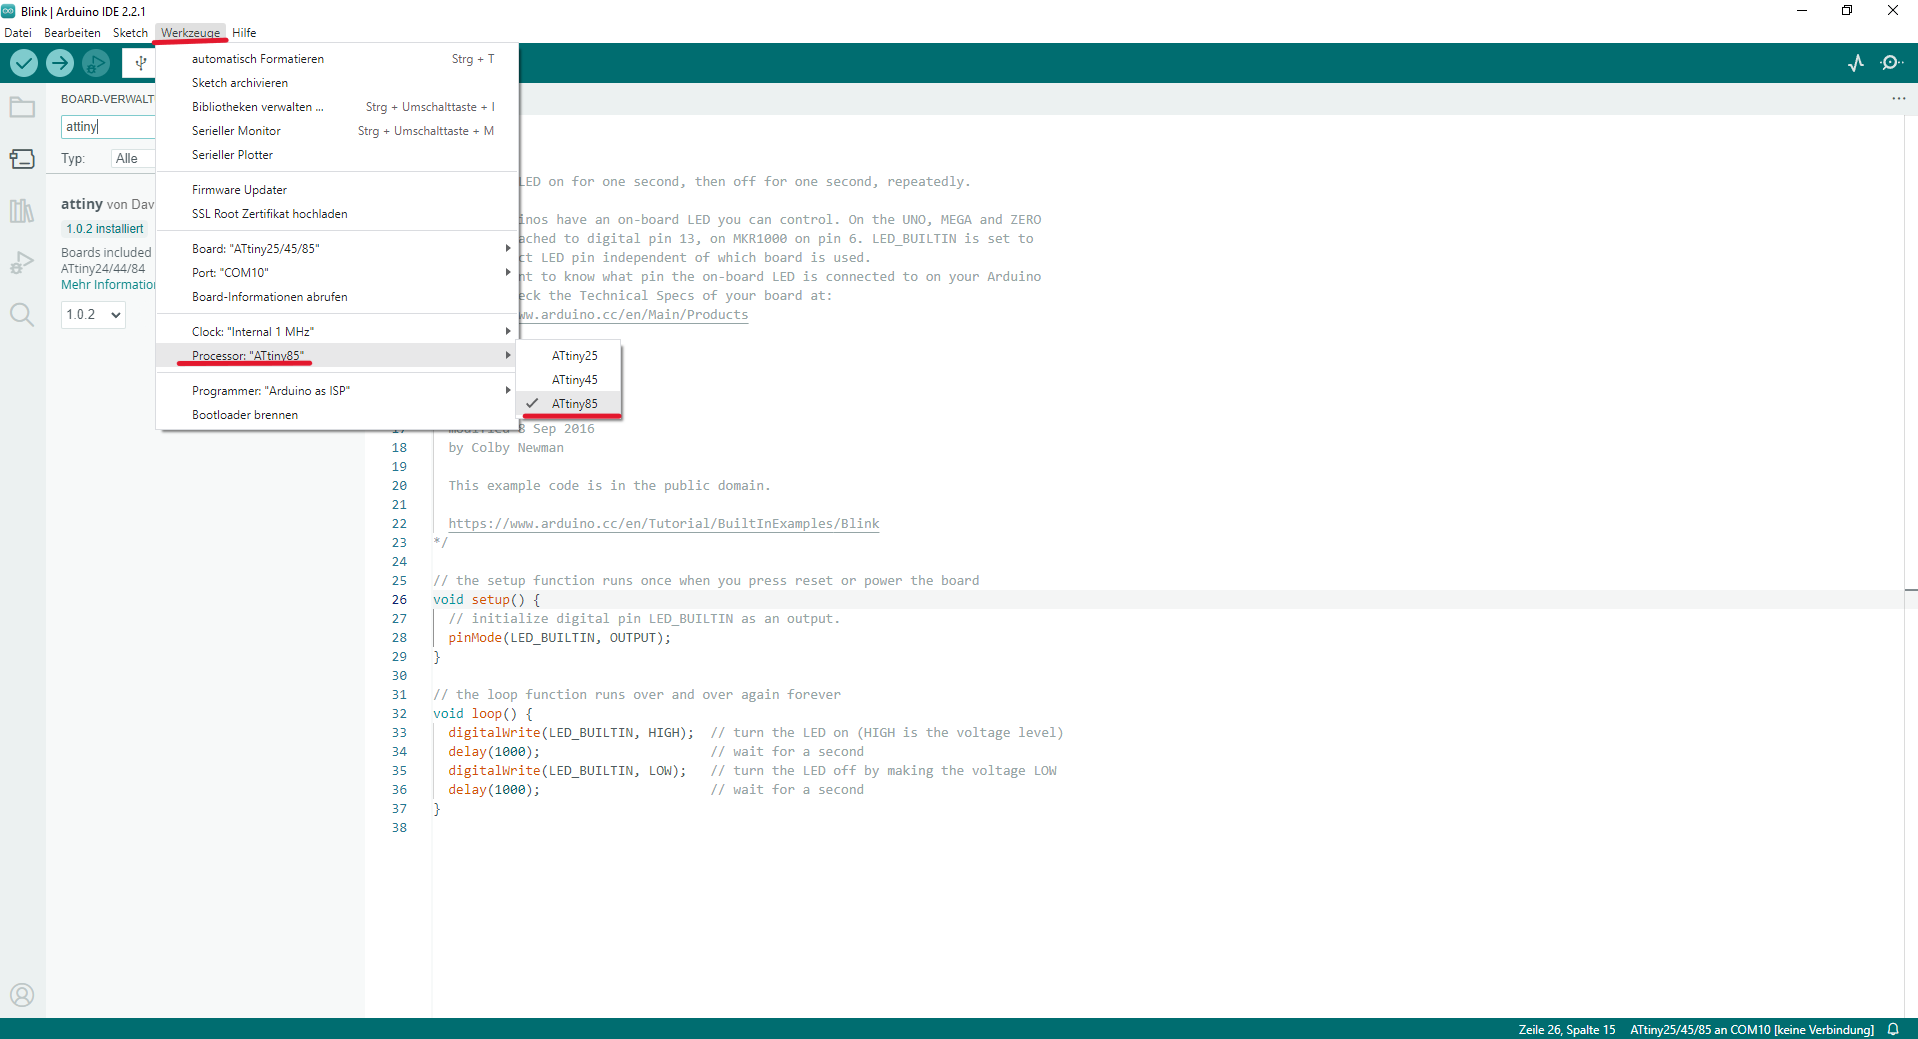 Blink | Arduino IDE 2.2.1
Datei Bearbeiten Sketch Werkzeuge Hilfe
automatisch Formatieren Strg + T
Sketch archivieren
Bibliotheken verwalten ... Strg + Umschalttaste + I
Serieller Monitor Strg + Umschalttaste + M
Serieller Plotter
Firmware Updater
SSL Root Zertifikat hochladen
Board: "ATtiny25/45/85"
Port: "COM10"
Board-Informationen abrufen
Clock: "Internal 1 MHz"
Processor: "ATtiny85"
Programmer: "Arduino as ISP"
Bootloader brennen
ATtiny25
ATtiny45
ATtiny85
BOARD-VERWALT
attiny
Typ: Alle
attiny von Dav
1.0.2 installiert
Boards included
ATtiny24/44/84
Mehr Information
1.0.2
LED on for one second, then off for one second, repeatedly.
inos have an on-board LED you can control. On the UNO, MEGA and ZERO
ached to digital pin 13, on MKR1000 on pin 6. LED_BUILTIN is set to
ct LED pin independent of which board is used.
nt to know what pin the on-board LED is connected to on your Arduino
eck the Technical Specs of your board at:
ww.arduino.cc/en/Main/Products
17 modified 8 Sep 2016
18 by Colby Newman
19
20 This example code is in the public domain.
21
22 https://www.arduino.cc/en/Tutorial/BuiltInExamples/Blink
23 */
24
25 // the setup function runs once when you press reset or power the board
26 void setup() {
27 // initialize digital pin LED_BUILTIN as an output.
28 pinMode(LED_BUILTIN, OUTPUT);
29 }
30
31 // the loop function runs over and over again forever
32 void loop() {
33 digitalWrite(LED_BUILTIN, HIGH); // turn the LED on (HIGH is the voltage level)
34 delay(1000); // wait for a second
35 digitalWrite(LED_BUILTIN, LOW); // turn the LED off by making the voltage LOW
36 delay(1000); // wait for a second
37 }
38
Zeile 26, Spalte 15 ATtiny25/45/85 an COM10 [keine Verbindung]